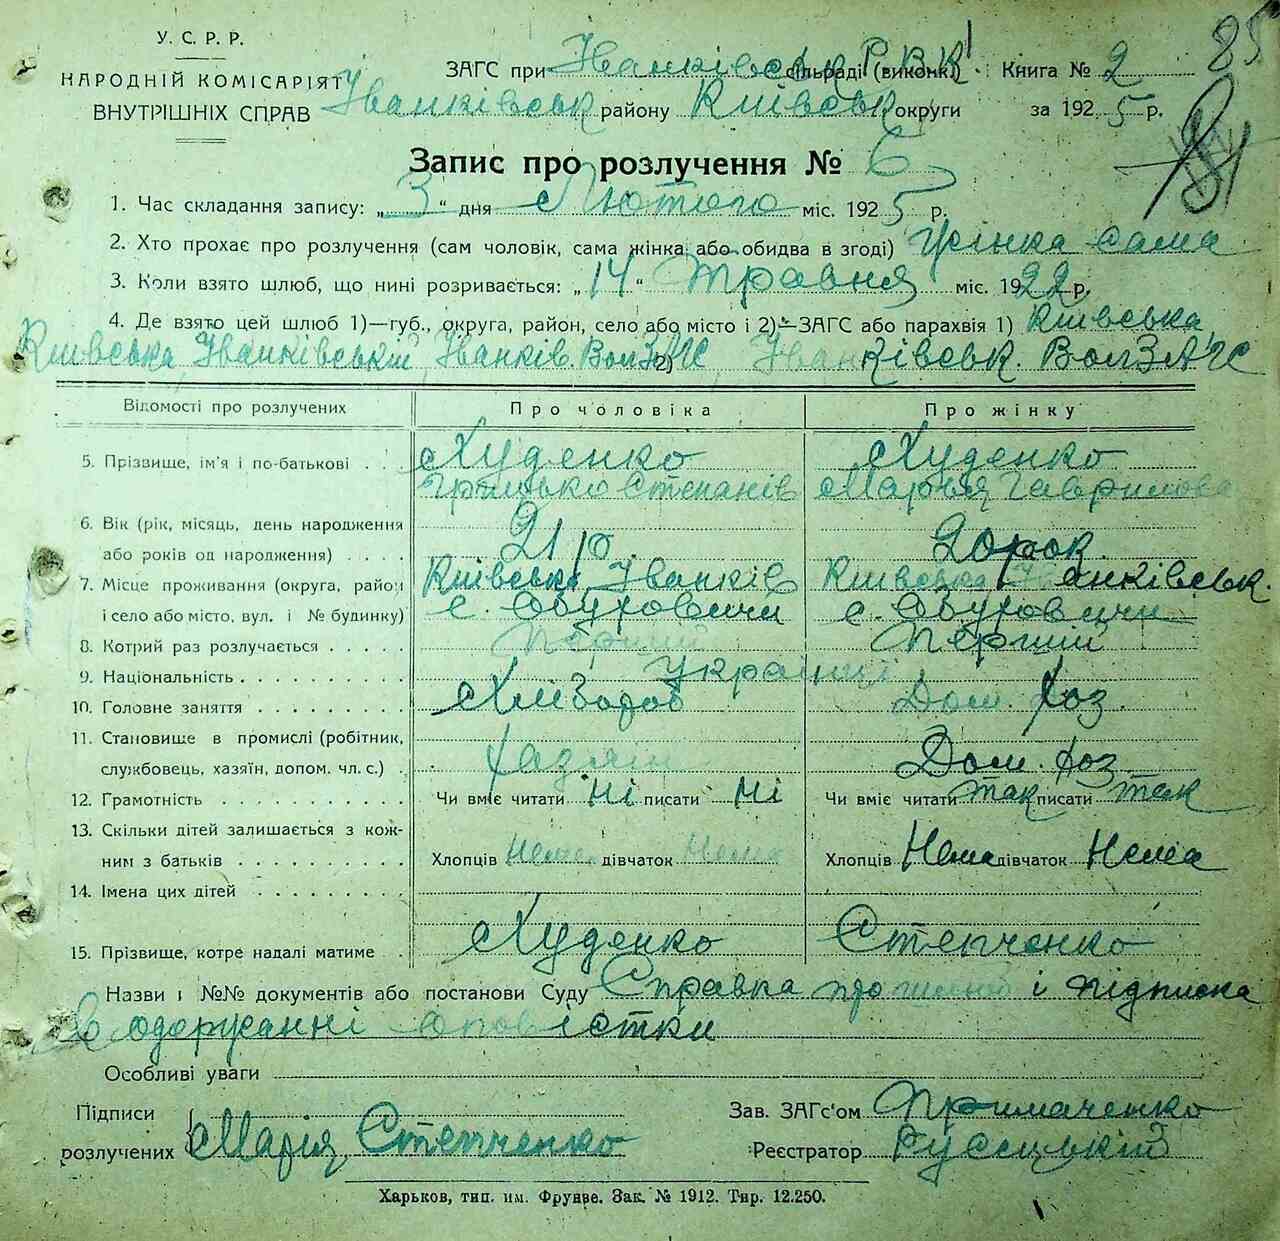 85
У. С. Р. Р.
НАРОДНІЙ КОМІСАРІЯТ
ВНУТРІШНІХ СПРАВ
ЗАГС при Іванківськ. Р В К сільраді (виконк.) Книга № 2
Іванківськ району Київськ округи за 1925 р.
Запис про розлучення № 6
1. Час складання запису: „ 3 “ дня Лютого міс. 1925 р.
2. Хто прохає про розлучення (сам чоловік, сама жінка або обидва в згоді) Жінка сама
3. Коли взято шлюб, що нині розривається: „ 14 “ Травня міс. 1922 р.
4. Де взято цей шлюб 1)—губ., округа, район, село або місто і 2)—ЗАГС або парахвія 1) Київська
Київська, Іванківський, Іванків. ВолЗАГС 2) Іванківськ. ВолЗАГС
Відомості про розлучених Про чоловіка Про жінку
5. Прізвище, ім'я і по-батькові . . Худенко Худенко
Грицько Степанів Марья Гаврилова
6. Вік (рік, місяць, день народження
або років од народження) . . . . 21 р. 20 рок.
7. Місце проживання (округа, район Київська, Іванків Київська Іванківськ.
і село або місто, вул. і № будинку) с. Обуховичи с. Обуховичи
8. Котрий раз розлучається . . . . . Перший Перший
9. Національність . . . . . . . . . . Українці
10. Головне заняття . . . . . . . . Хлібороб Дом. хоз.
11. Становище в промислі (робітник,
службовець, хазяїн, допом. чл. с.) . хазяїн Дом. хоз
12. Грамотність . . . . . . . . . . . Чи вміє читати ні писати ні Чи вміє читати так писати так
13. Скільки дітей залишається з кож-
ним з батьків . . . . . . . . . . Хлопців Нема дівчаток Нема Хлопців Нема дівчаток Нема
14. Імена цих дітей . . . . . . . . .
15. Прізвище, котре надалі матиме . Худенко Степченко
Назви і №№ документів або постанови Суду Справка про шлюб і підписка
в одержанні оповістки
Особливі уваги
Підписи Зав. ЗАГс'ом Примаченко
розлучених Марія Степченко Реєстратор Русецький
Харьков, тип. им. Фрунзе. Зак. № 1912. Тир. 12.250.